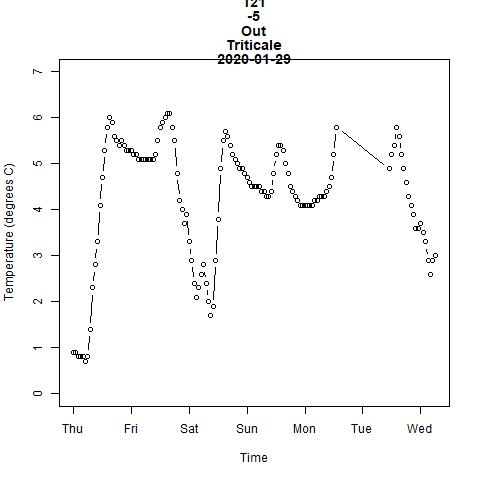 121
-5
Out
Triticale
2020-01-29
Temperature (degrees C)
7
6
5
4
3
2
1
0
Thu Fri Sat Sun Mon Tue Wed
Time